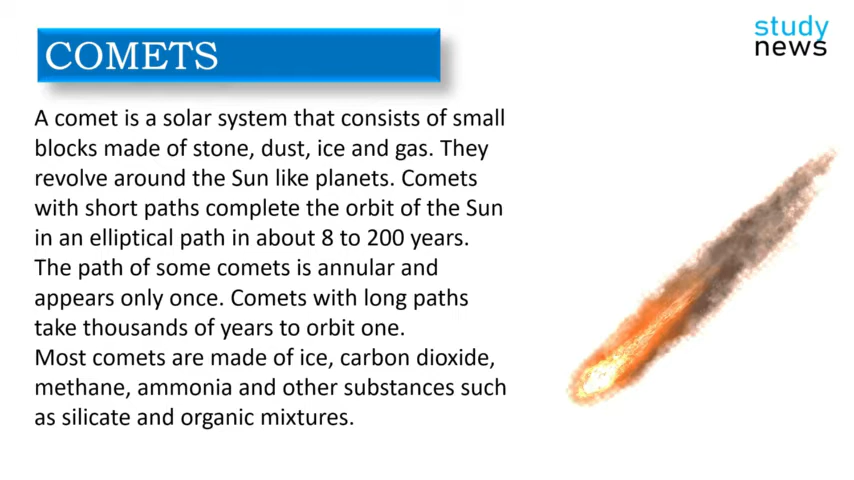 COMETS
study
news
A comet is a solar system that consists of small
blocks made of stone, dust, ice and gas. They
revolve around the Sun like planets. Comets
with short paths complete the orbit of the Sun
in an elliptical path in about 8 to 200 years.
The path of some comets is annular and
appears only once. Comets with long paths
take thousands of years to orbit one.
Most comets are made of ice, carbon dioxide,
methane, ammonia and other substances such
as silicate and organic mixtures.